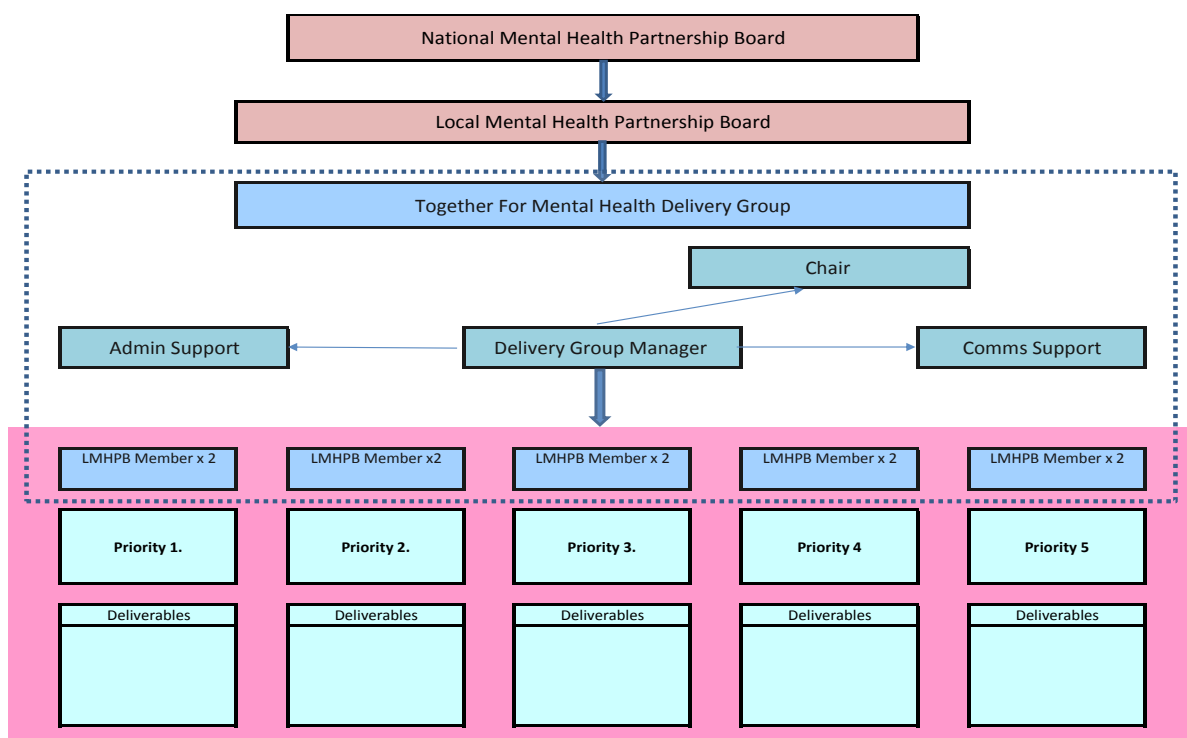 National Mental Health Partnership Board
Local Mental Health Partnership Board
Together For Mental Health Delivery Group
Chair
Admin Support
Delivery Group Manager
Comms Support
LMHPB Member x 2
LMHPB Member x2
LMHPB Member x 2
LMHPB Member x 2
LMHPB Member x 2
Priority 1.
Priority 2.
Priority 3.
Priority 4
Priority 5
Deliverables
Deliverables
Deliverables
Deliverables
Deliverables